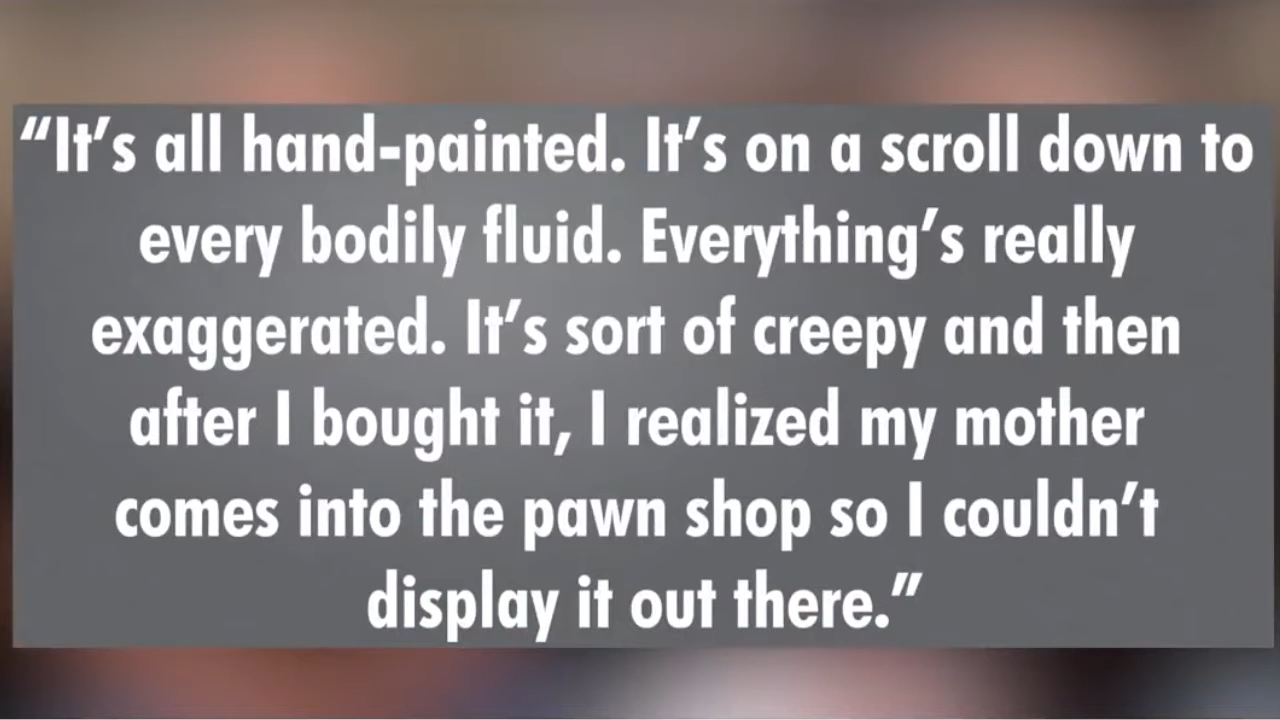 “It’s all hand-painted. It’s on a scroll down to
every bodily fluid. Everything’s really
exaggerated. It’s sort of creepy and then
after I bought it, I realized my mother
comes into the pawn shop so I couldn’t
display it out there.”